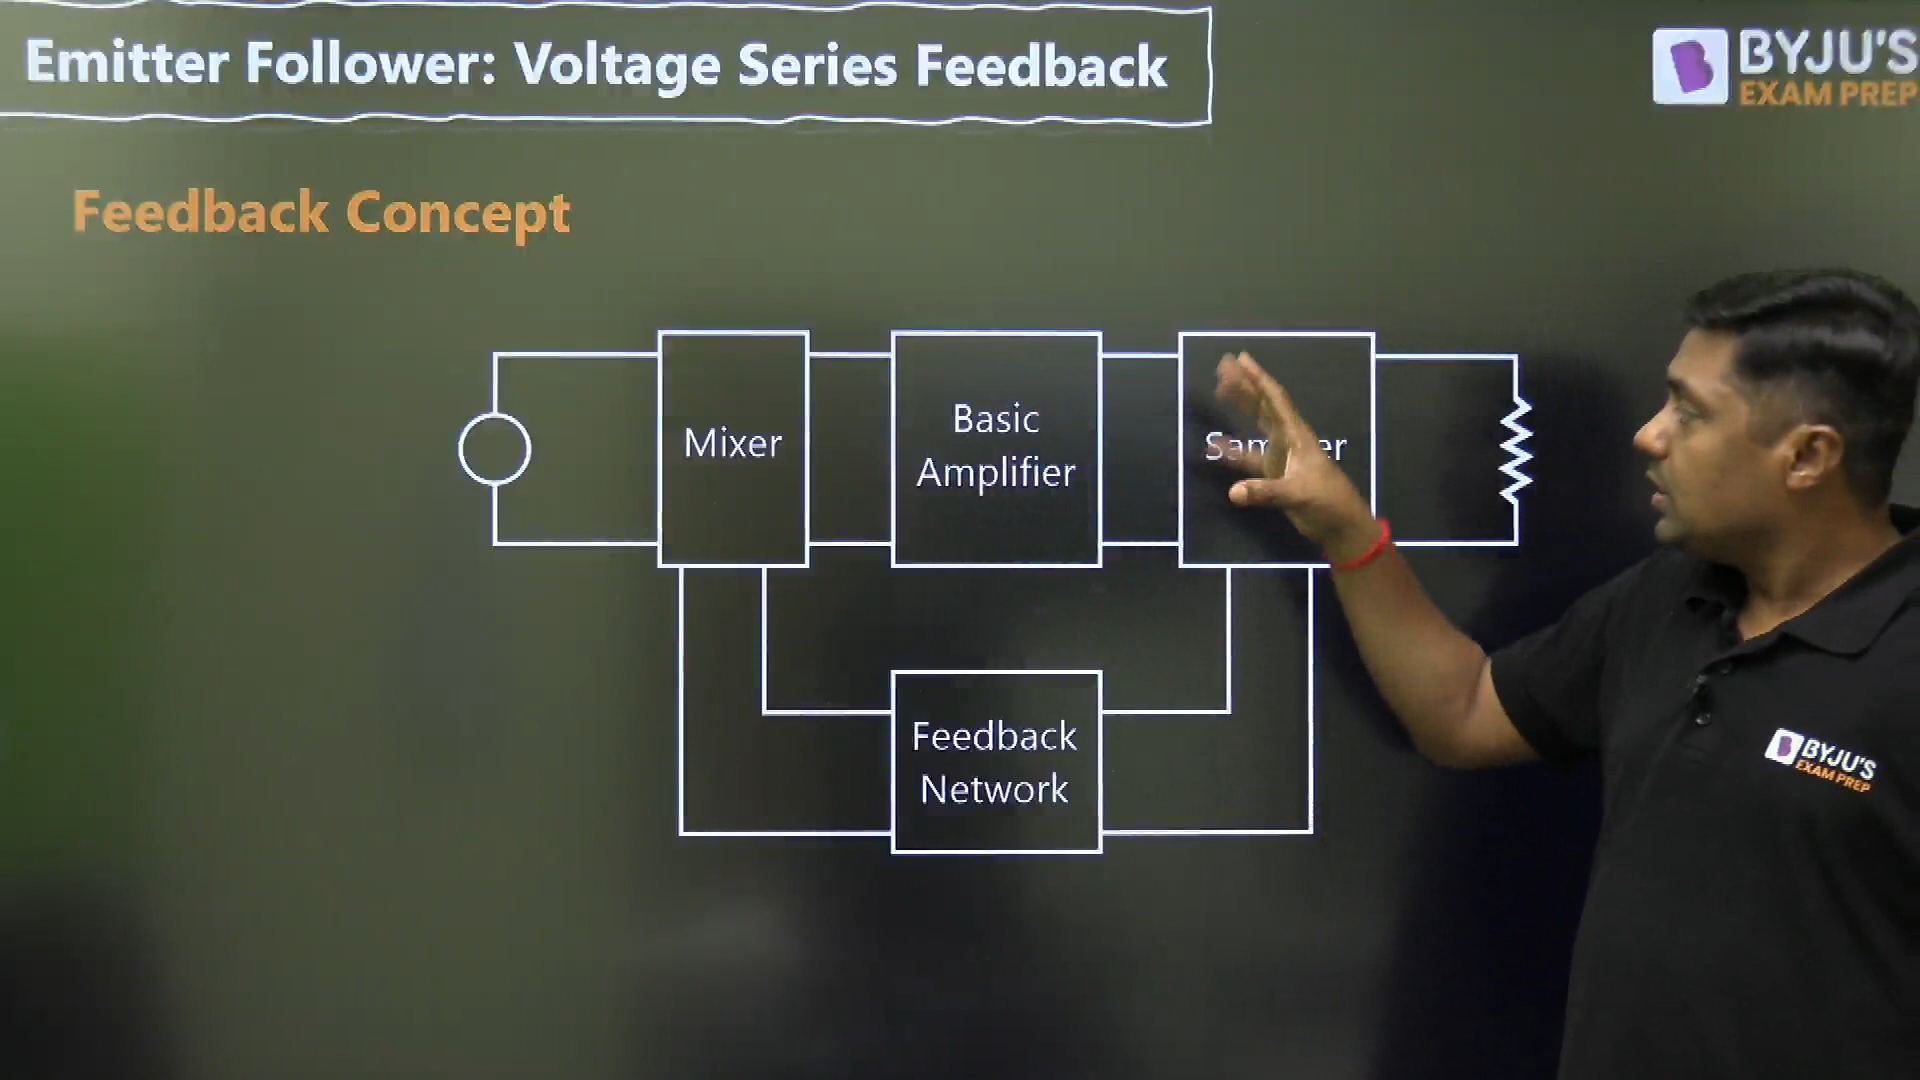 Emitter Follower: Voltage Series Feedback
BYJU'S
EXAM PREP
Feedback Concept
Mixer
Basic
Amplifier
Feedback
Network
BYJU'S
EXAM PREP